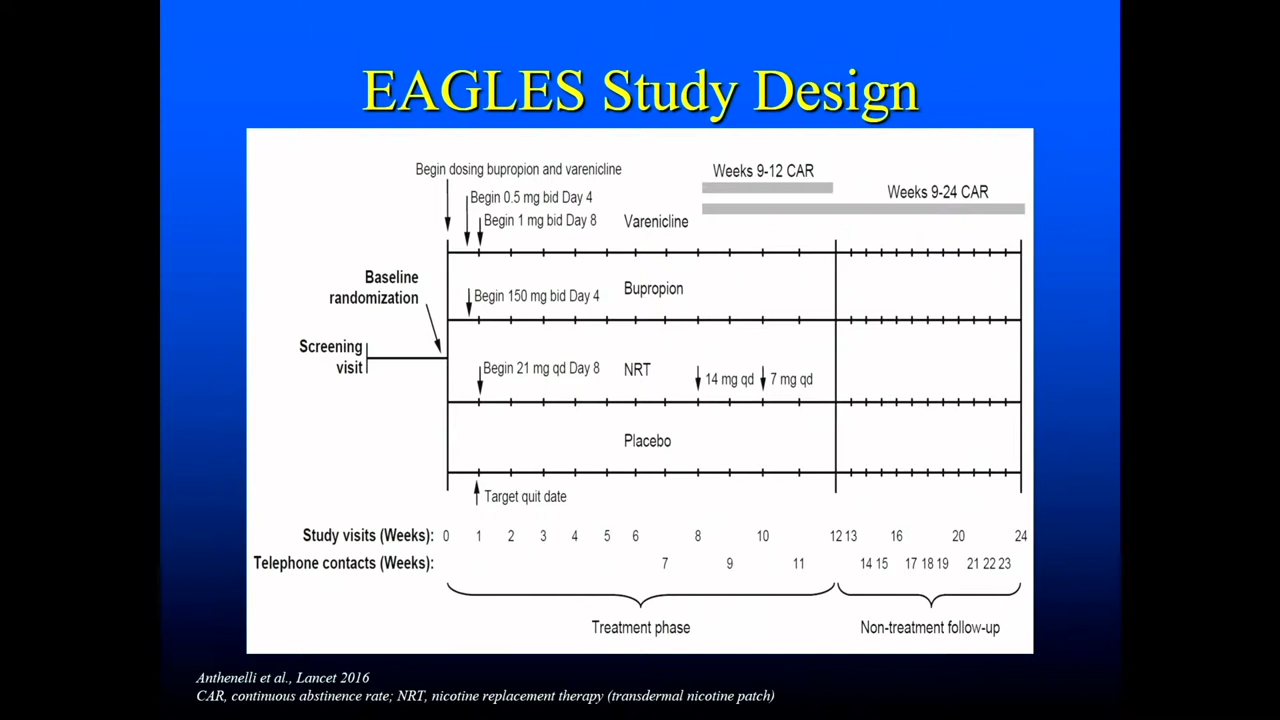 EAGLES Study Design
Begin dosing bupropion and varenicline
Weeks 9-12 CAR
Weeks 9-24 CAR
Begin 0.5 mg bid Day 4
Begin 1 mg bid Day 8
Varenicline
Baseline
randomization
Begin 150 mg bid Day 4
Bupropion
Screening
visit
Begin 21 mg qd Day 8
NRT
14 mg qd
7 mg qd
Placebo
Target quit date
Study visits (Weeks): 0 1 2 3 4 5 6 8 10 12 13 16 20 24
Telephone contacts (Weeks): 7 9 11 14 15 17 18 19 21 22 23
Treatment phase
Non-treatment follow-up
Anthenelli et al., Lancet 2016
CAR, continuous abstinence rate; NRT, nicotine replacement therapy (transdermal nicotine patch)